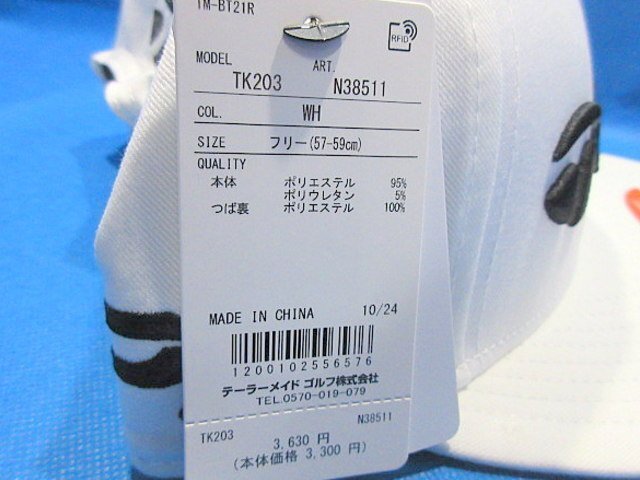 TM-BT21R
RFID
MODEL ART.
TK203 N38511
COL. WH
SIZE フリー(57-59cm)
QUALITY
本体 ポリエステル 95%
ポリウレタン 5%
つば裏 ポリエステル 100%
MADE IN CHINA 10/24
1200102556576
テーラーメイド ゴルフ株式会社
TEL.0570-019-079
TK203 N38511
3,630 円
(本体価格 3,300 円)